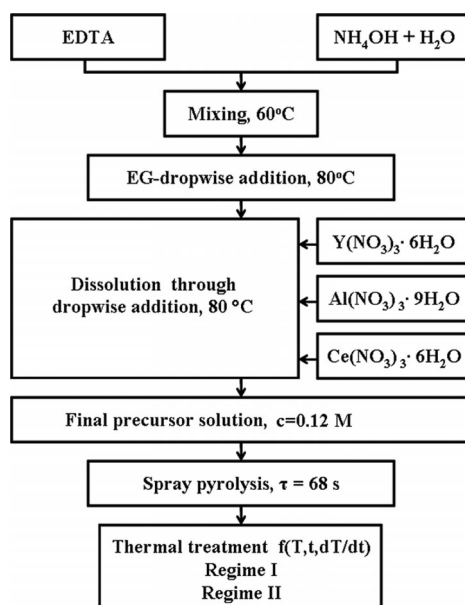 EDTA
NH₄OH + H₂O
Mixing, 60°C
EG-dropwise addition, 80°C
Dissolution through
dropwise addition, 80 °C
Y(NO₃)₃· 6H₂O
Al(NO₃)₃· 9H₂O
Ce(NO₃)₃· 6H₂O
Final precursor solution, c=0.12 M
Spray pyrolysis, τ = 68 s
Thermal treatment f(T,t,dT/dt)
Regime I
Regime II